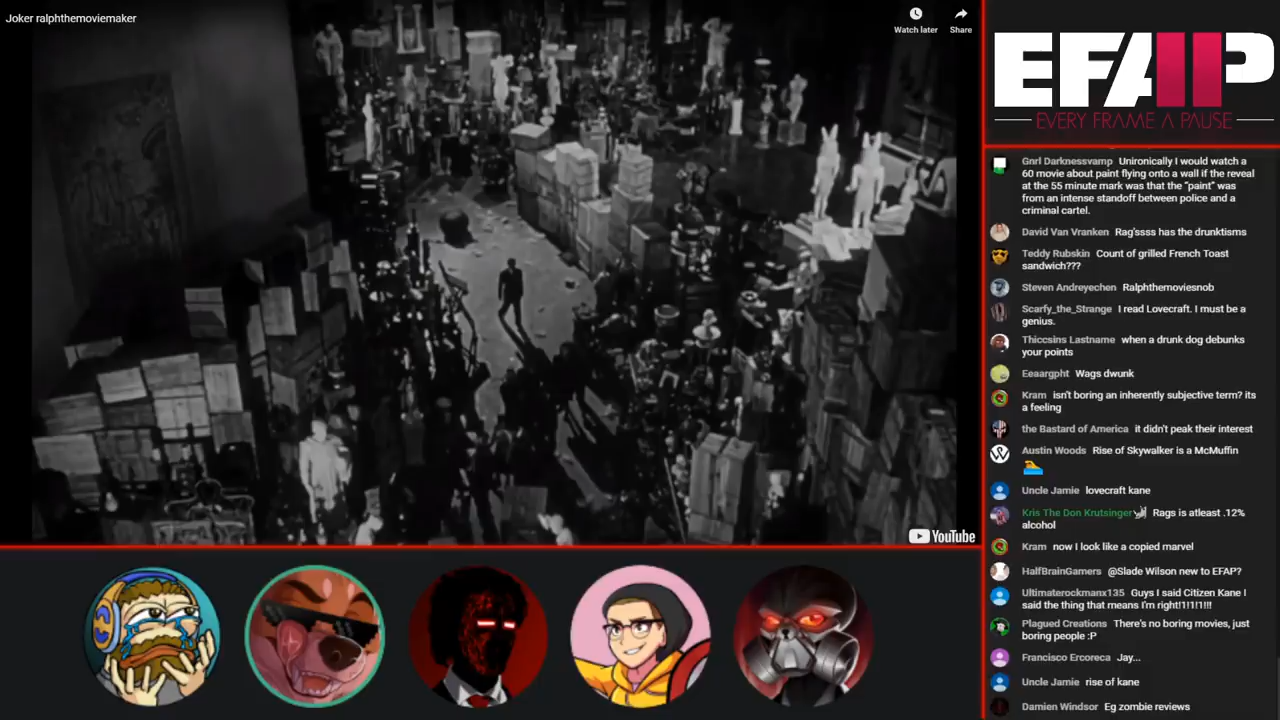 Joker ralphthemoviemaker
Watch later
Share
YouTube
EFAP
EVERY FRAME A PAUSE
Gnrl Darknessvamp Unironically I would watch a
60 movie about paint flying onto a wall if the reveal
at the 55 minute mark was that the "paint" was
from an intense standoff between police and a
criminal cartel.
David Van Vranken Rag'ssss has the drunktisms
Teddy Rubskin Count of grilled French Toast
sandwich???
Steven Andreyechen Ralphthemoviesnob
Scarfy_the_Strange I read Lovecraft. I must be a
genius.
Thiccsins Lastname when a drunk dog debunks
your points
Eeaargpht Wags dwunk
Kram isn't boring an inherently subjective term? its
a feeling
the Bastard of America it didn't peak their interest
Austin Woods Rise of Skywalker is a McMuffin
Uncle Jamie lovecraft kane
Kris The Don Krutsinger Rags is atleast .12%
alcohol
Kram now I look like a copied marvel
HalfBrainGamers @Slade Wilson new to EFAP?
Ultimaterockmanx135 Guys I said Citizen Kane I
said the thing that means I'm right!1!1!1!!!
Plagued Creations There's no boring movies, just
boring people :P
Francisco Ercoreca Jay...
Uncle Jamie rise of kane
Damien Windsor Eg zombie reviews